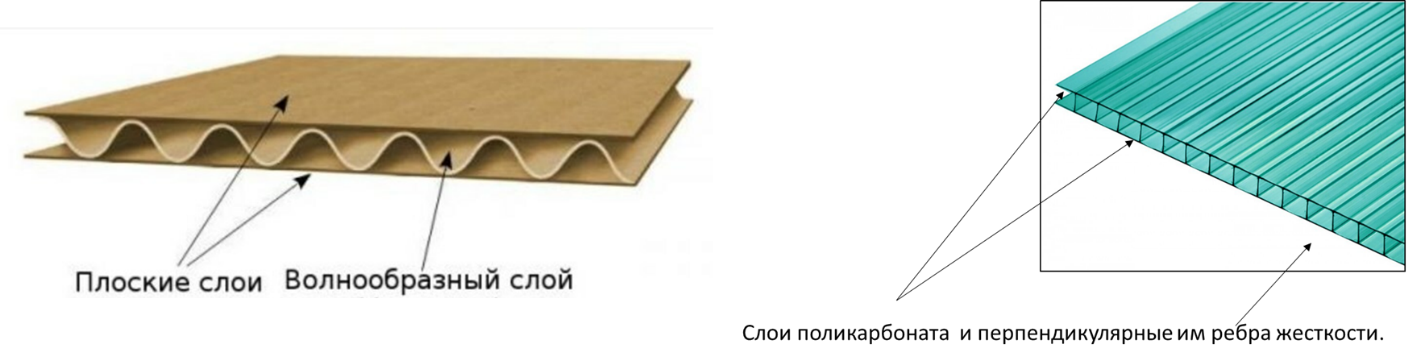 Плоские слои Волнообразный слой
Слои поликарбоната и перпендикулярные им ребра жесткости.